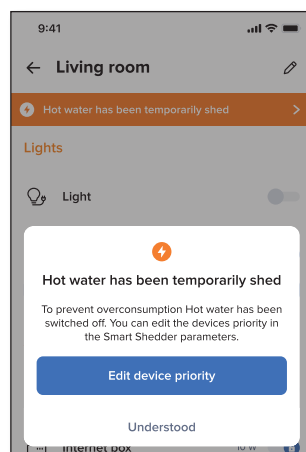 9:41
Living room
Hot water has been temporarily shed
Lights
Light
Hot water has been temporarily shed
To prevent overconsumption Hot water has been
switched off. You can edit the devices priority in
the Smart Shedder parameters.
Edit device priority
Understood
Internet box 10 W